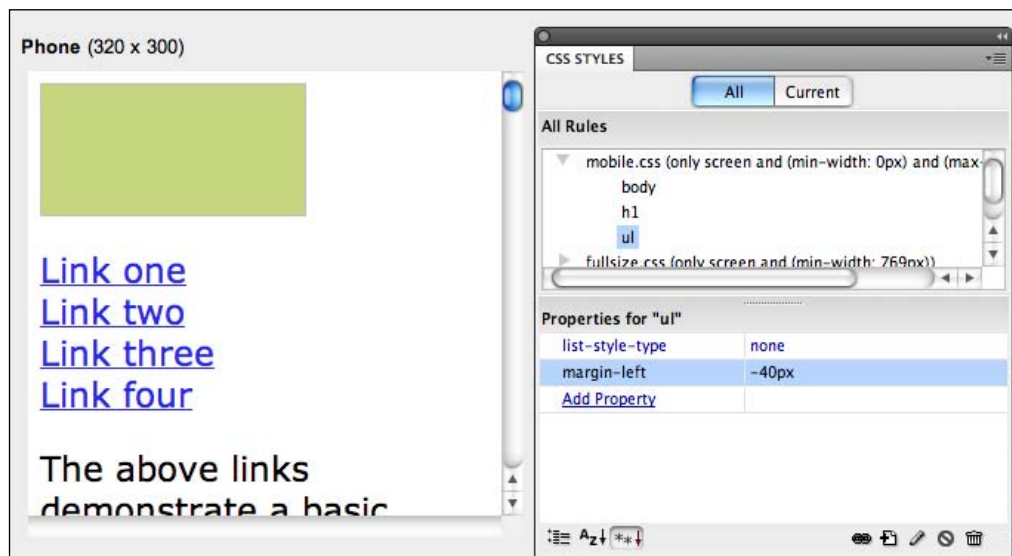 Phone (320 x 300)
Link one
Link two
Link three
Link four
The above links
demonstrate a basic
CSS STYLES
All Current
All Rules
mobile.css (only screen and (min-width: 0px) and (max-
body
h1
ul
fullsize.css (only screen and (min-width: 769px))
Properties for "ul"
list-style-type none
margin-left -40px
Add Property